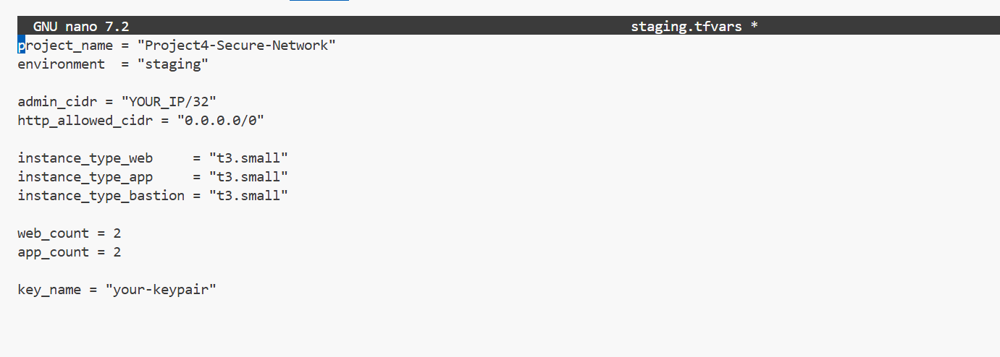 GNU nano 7.2 staging.tfvars *
project_name = "Project4-Secure-Network"
environment  = "staging"
admin_cidr = "YOUR_IP/32"
http_allowed_cidr = "0.0.0.0/0"
instance_type_web     = "t3.small"
instance_type_app     = "t3.small"
instance_type_bastion = "t3.small"
web_count = 2
app_count = 2
key_name = "your-keypair"